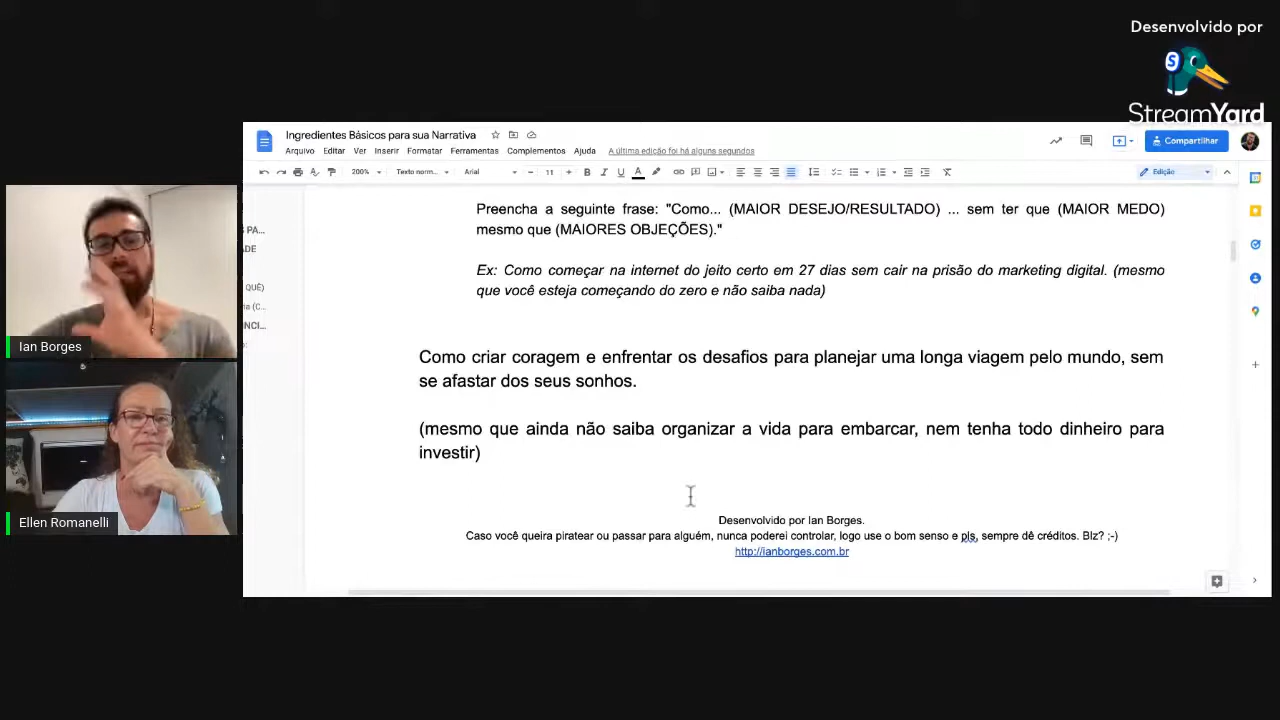 Desenvolvido por
StreamYard
Ingredientes Básicos para sua Narrativa
Arquivo Editar Ver Inserir Formatar Ferramentas Complementos Ajuda A última edição foi há alguns segundos
Compartilhar
200% Texto norm... Arial 11 Edição
PA...
DADE
QUÊ)
ria (C...
NCI...
Preencha a seguinte frase: "Como... (MAIOR DESEJO/RESULTADO) ... sem ter que (MAIOR MEDO)
mesmo que (MAIORES OBJEÇÕES)."
Ex: Como começar na internet do jeito certo em 27 dias sem cair na prisão do marketing digital. (mesmo
que você esteja começando do zero e não saiba nada)
Como criar coragem e enfrentar os desafios para planejar uma longa viagem pelo mundo, sem
se afastar dos seus sonhos.
(mesmo que ainda não saiba organizar a vida para embarcar, nem tenha todo dinheiro para
investir)
Desenvolvido por Ian Borges.
Caso você queira piratear ou passar para alguém, nunca poderei controlar, logo use o bom senso e pls, sempre dê créditos. Blz? ;-)
http://ianborges.com.br
Ian Borges
Ellen Romanelli